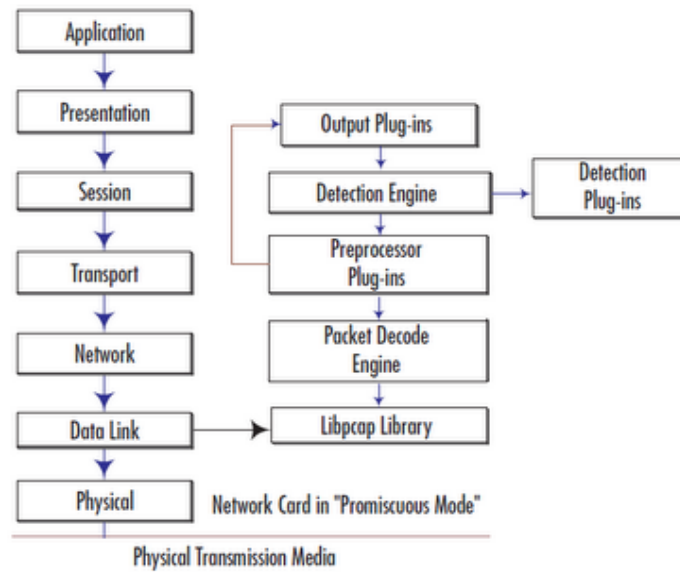 Application
Presentation
Session
Transport
Network
Data Link
Physical
Output Plug-ins
Detection Engine
Detection
Plug-ins
Preprocessor
Plug-ins
Packet Decode
Engine
Libpcap Library
Network Card in "Promiscuous Mode"
Physical Transmission Media